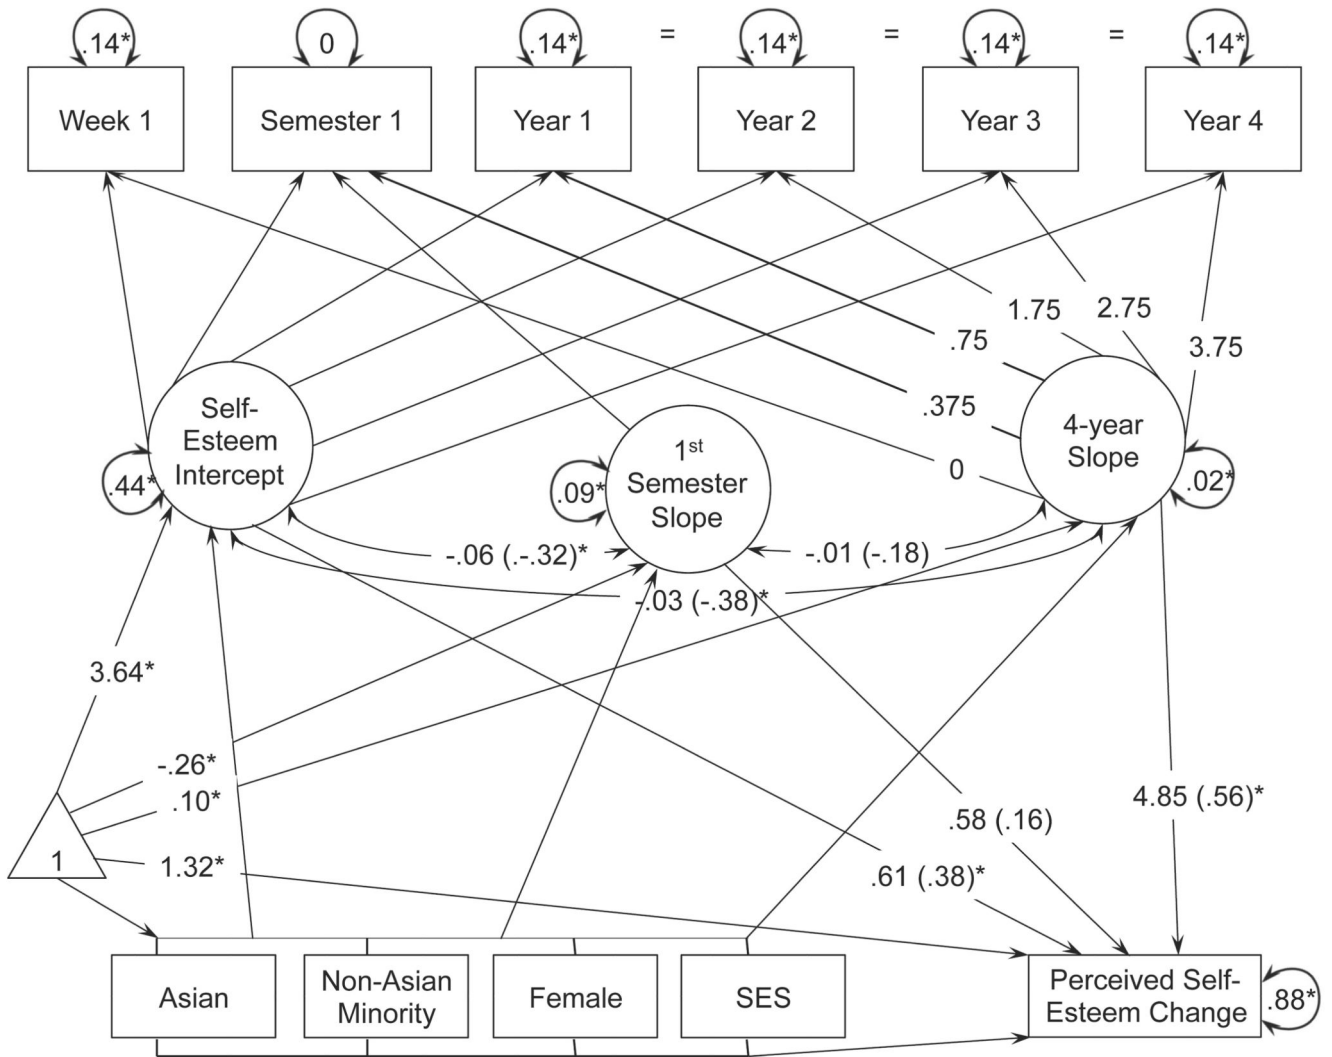 .14*
0
.14*
=
.14*
=
.14*
=
.14*
Week 1
Semester 1
Year 1
Year 2
Year 3
Year 4
1.75
2.75
.75
3.75
.375
0
Self-
Esteem
Intercept
1st
Semester
Slope
4-year
Slope
.44*
.09*
.02*
-.06 (.-.32)*
-.01 (-.18)
-.03 (-.38)*
3.64*
-.26*
.10*
1.32*
1
4.85 (.56)*
.58 (.16)
.61 (.38)*
Asian
Non-Asian
Minority
Female
SES
Perceived Self-
Esteem Change
.88*